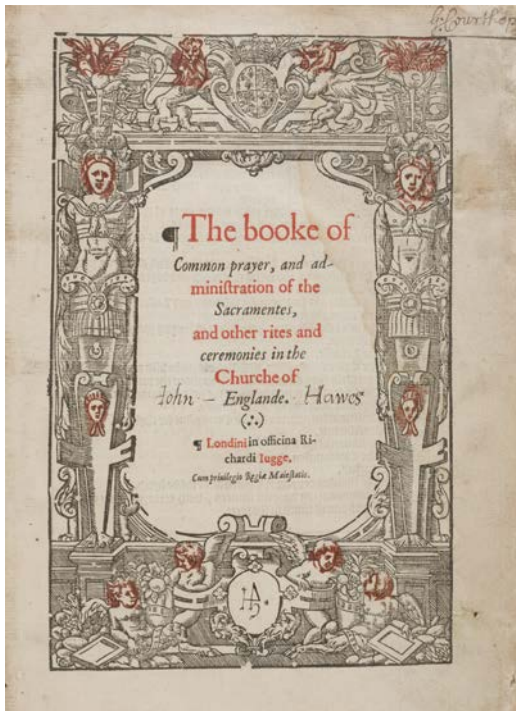 G: Courthop
¶ The booke of
Common prayer, and ad-
miniſtration of the
Sacramentes,
and other rites and
ceremonies in the
Churche of
John – Englande. Hawes
(∴)
¶ Londini in officina Ri-
chardi Iugge.
Cum priuilegio Regiæ Maieſtatis.